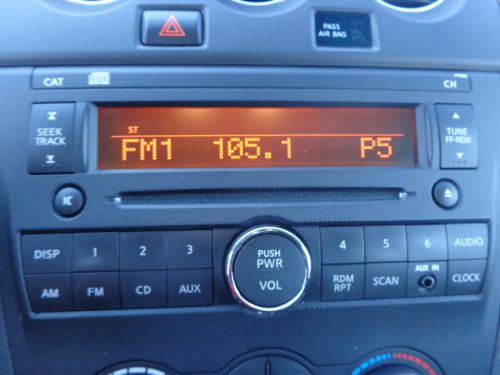 PASS
AIR BAG
CAT
CH
SEEK
TRACK
ST
FM1 105.1 P5
TUNE
FF-REW
DISP 1 2 3
PUSH
PWR
VOL
4 5 6 AUDIO
AM FM CD AUX
RDM
RPT
SCAN
AUX IN
CLOCK